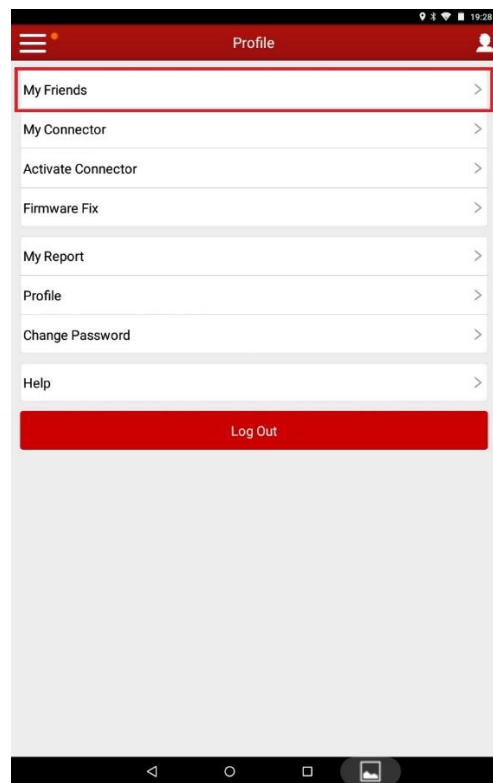 19:28
Profile
My Friends
My Connector
Activate Connector
Firmware Fix
My Report
Profile
Change Password
Help
Log Out